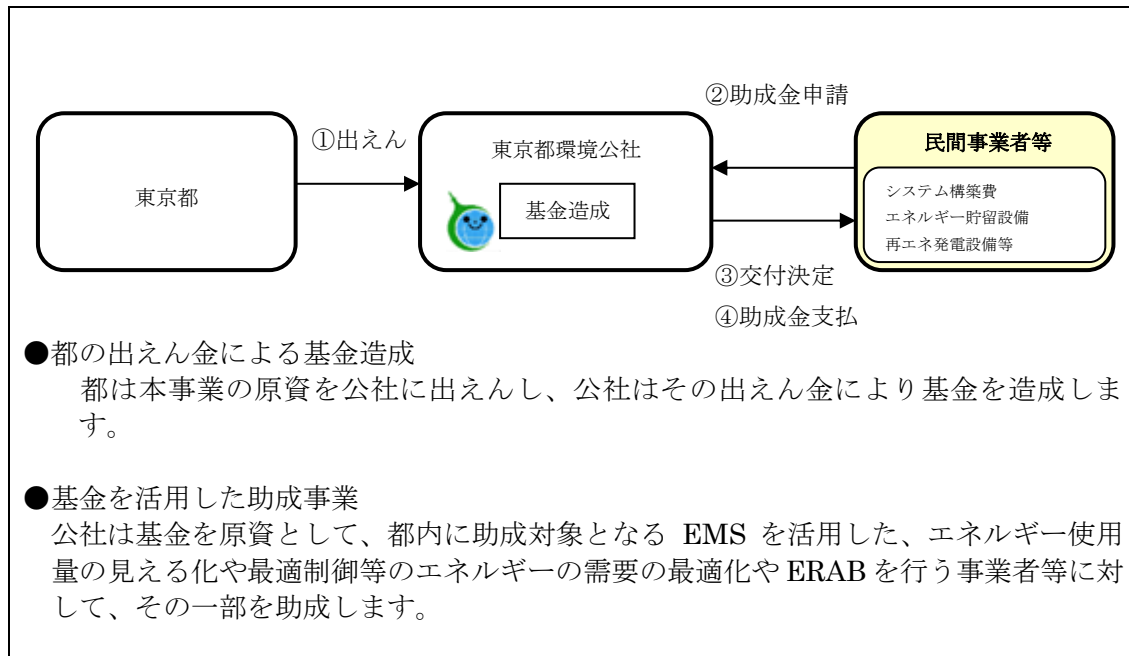 ②助成金申請
①出えん
東京都
東京都環境公社
基金造成
民間事業者等
システム構築費
エネルギー貯留設備
再エネ発電設備等
③交付決定
④助成金支払
●都の出えん金による基金造成
都は本事業の原資を公社に出えんし、公社はその出えん金により基金を造成しま
す。
●基金を活用した助成事業
公社は基金を原資として、都内に助成対象となる EMS を活用した、エネルギー使用
量の見える化や最適制御等のエネルギーの需要の最適化や ERAB を行う事業者等に対
して、その一部を助成します。